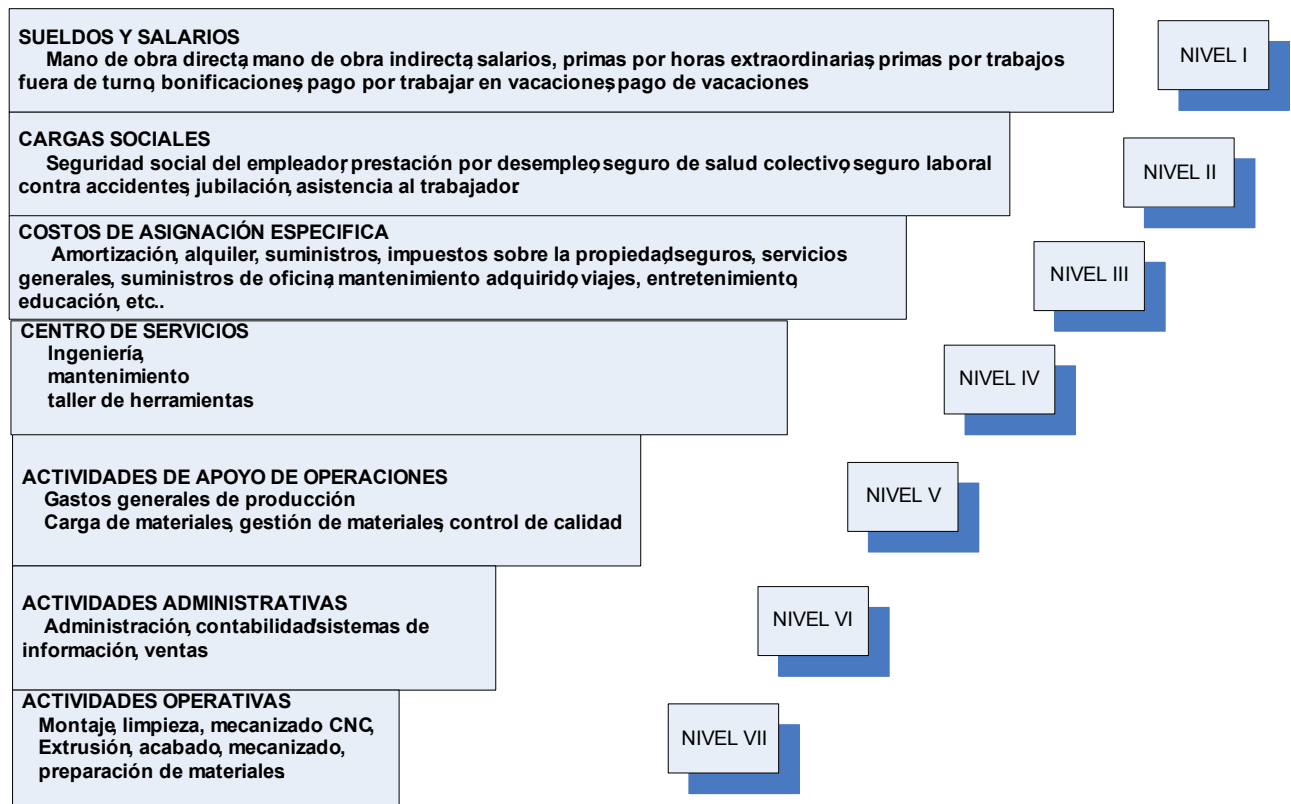 SUELDOS Y SALARIOS
Mano de obra directa, mano de obra indirecta, salarios, primas por horas extraordinarias, primas por trabajos
fuera de turno, bonificaciones, pago por trabajar en vacaciones, pago de vacaciones
NIVEL I
CARGAS SOCIALES
Seguridad social del empleador, prestación por desempleo, seguro de salud colectivo, seguro laboral
contra accidentes, jubilación, asistencia al trabajador.
NIVEL II
COSTOS DE ASIGNACIÓN ESPECIFICA
Amortización, alquiler, suministros, impuestos sobre la propiedad, seguros, servicios
generales, suministros de oficina, mantenimiento adquirido, viajes, entretenimiento,
educación, etc..
NIVEL III
CENTRO DE SERVICIOS
Ingeniería,
mantenimiento
taller de herramientas
NIVEL IV
ACTIVIDADES DE APOYO DE OPERACIONES
Gastos generales de producción
Carga de materiales, gestión de materiales, control de calidad
NIVEL V
ACTIVIDADES ADMINISTRATIVAS
Administración, contabilidad/sistemas de
información, ventas
NIVEL VI
ACTIVIDADES OPERATIVAS
Montaje, limpieza, mecanizado CNC,
Extrusión, acabado, mecanizado,
preparación de materiales.
NIVEL VII